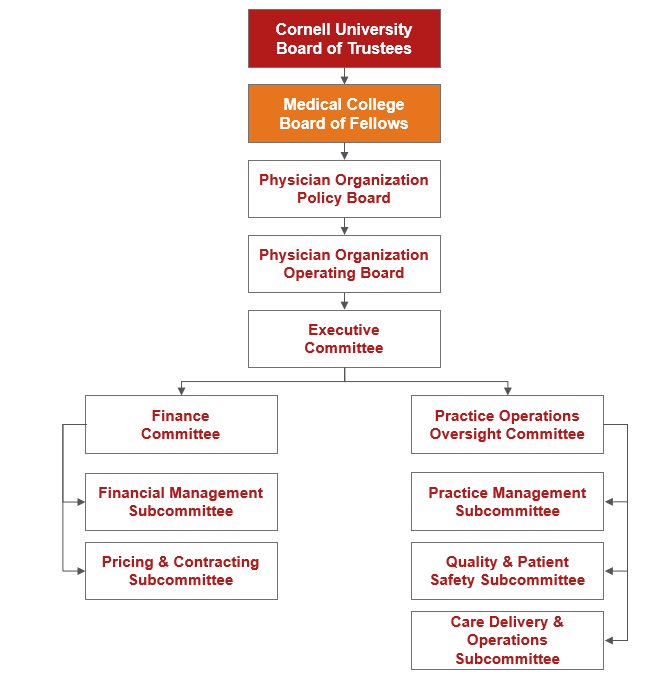 Cornell University
Board of Trustees
Medical College
Board of Fellows
Physician Organization
Policy Board
Physician Organization
Operating Board
Executive
Committee
Finance
Committee
Practice Operations
Oversight Committee
Financial Management
Subcommittee
Practice Management
Subcommittee
Pricing & Contracting
Subcommittee
Quality & Patient
Safety Subcommittee
Care Delivery &
Operations
Subcommittee